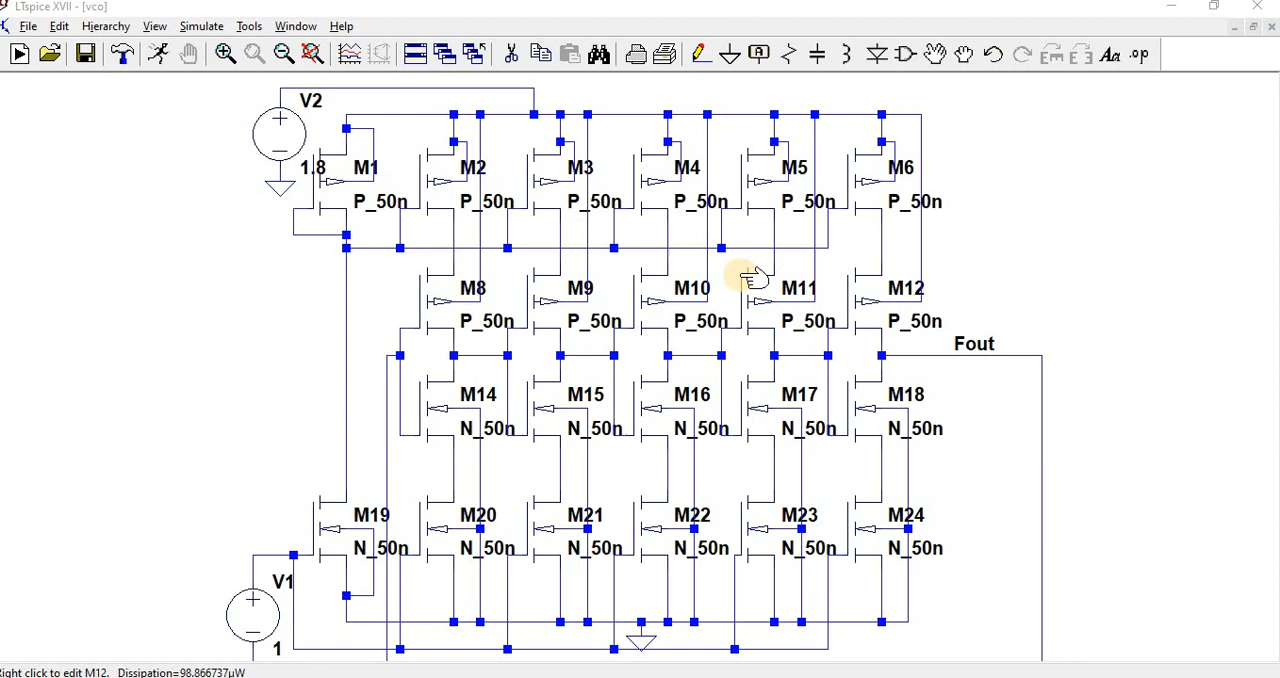 LTspice XVII - [vco]
File Edit Hierarchy View Simulate Tools Window Help
A Aa .op
V2
1.8 M1 M2 M3 M4 M5 M6
P_50n P_50n P_50n P_50n P_50n P_50n
M8 M9 M10 M11 M12
P_50n P_50n P_50n P_50n P_50n
Fout
M14 M15 M16 M17 M18
N_50n N_50n N_50n N_50n N_50n
M19 M20 M21 M22 M23 M24
N_50n N_50n N_50n N_50n N_50n N_50n
V1
1
ight click to edit M12. Dissipation=98.866737µW